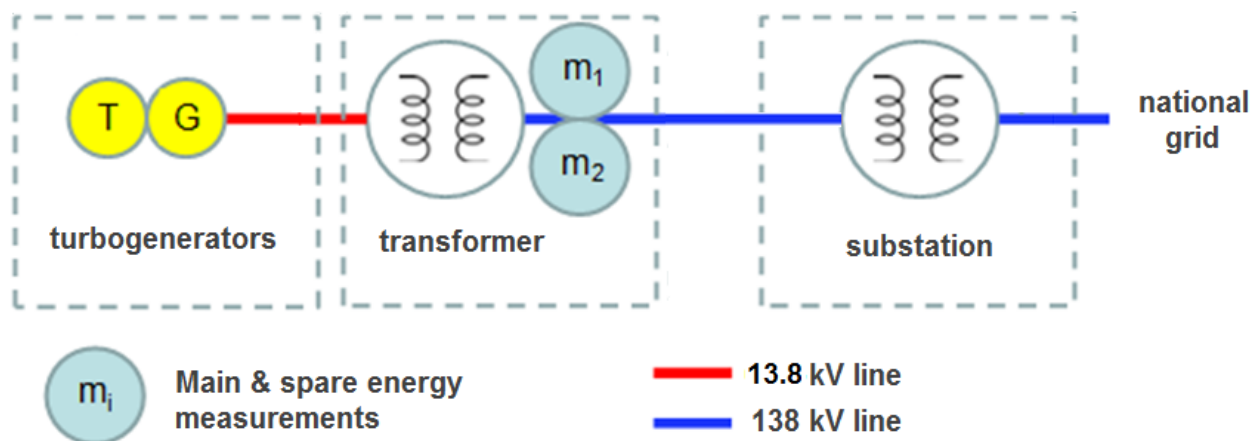 T G
m1
m2
national
grid
turbogenerators
transformer
substation
mi
Main & spare energy
measurements
13.8 kV line
138 kV line